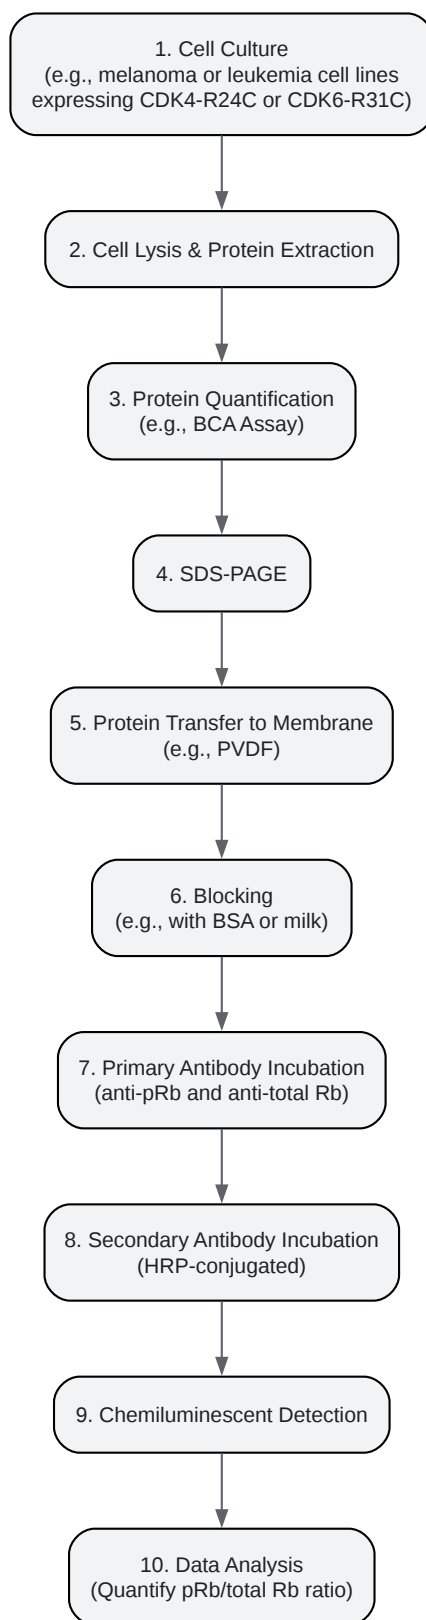 1. Cell Culture
(e.g., melanoma or leukemia cell lines
expressing CDK4-R24C or CDK6-R31C)
2. Cell Lysis & Protein Extraction
3. Protein Quantification
(e.g., BCA Assay)
4. SDS-PAGE
5. Protein Transfer to Membrane
(e.g., PVDF)
6. Blocking
(e.g., with BSA or milk)
7. Primary Antibody Incubation
(anti-pRb and anti-total Rb)
8. Secondary Antibody Incubation
(HRP-conjugated)
9. Chemiluminescent Detection
10. Data Analysis
(Quantify pRb/total Rb ratio)